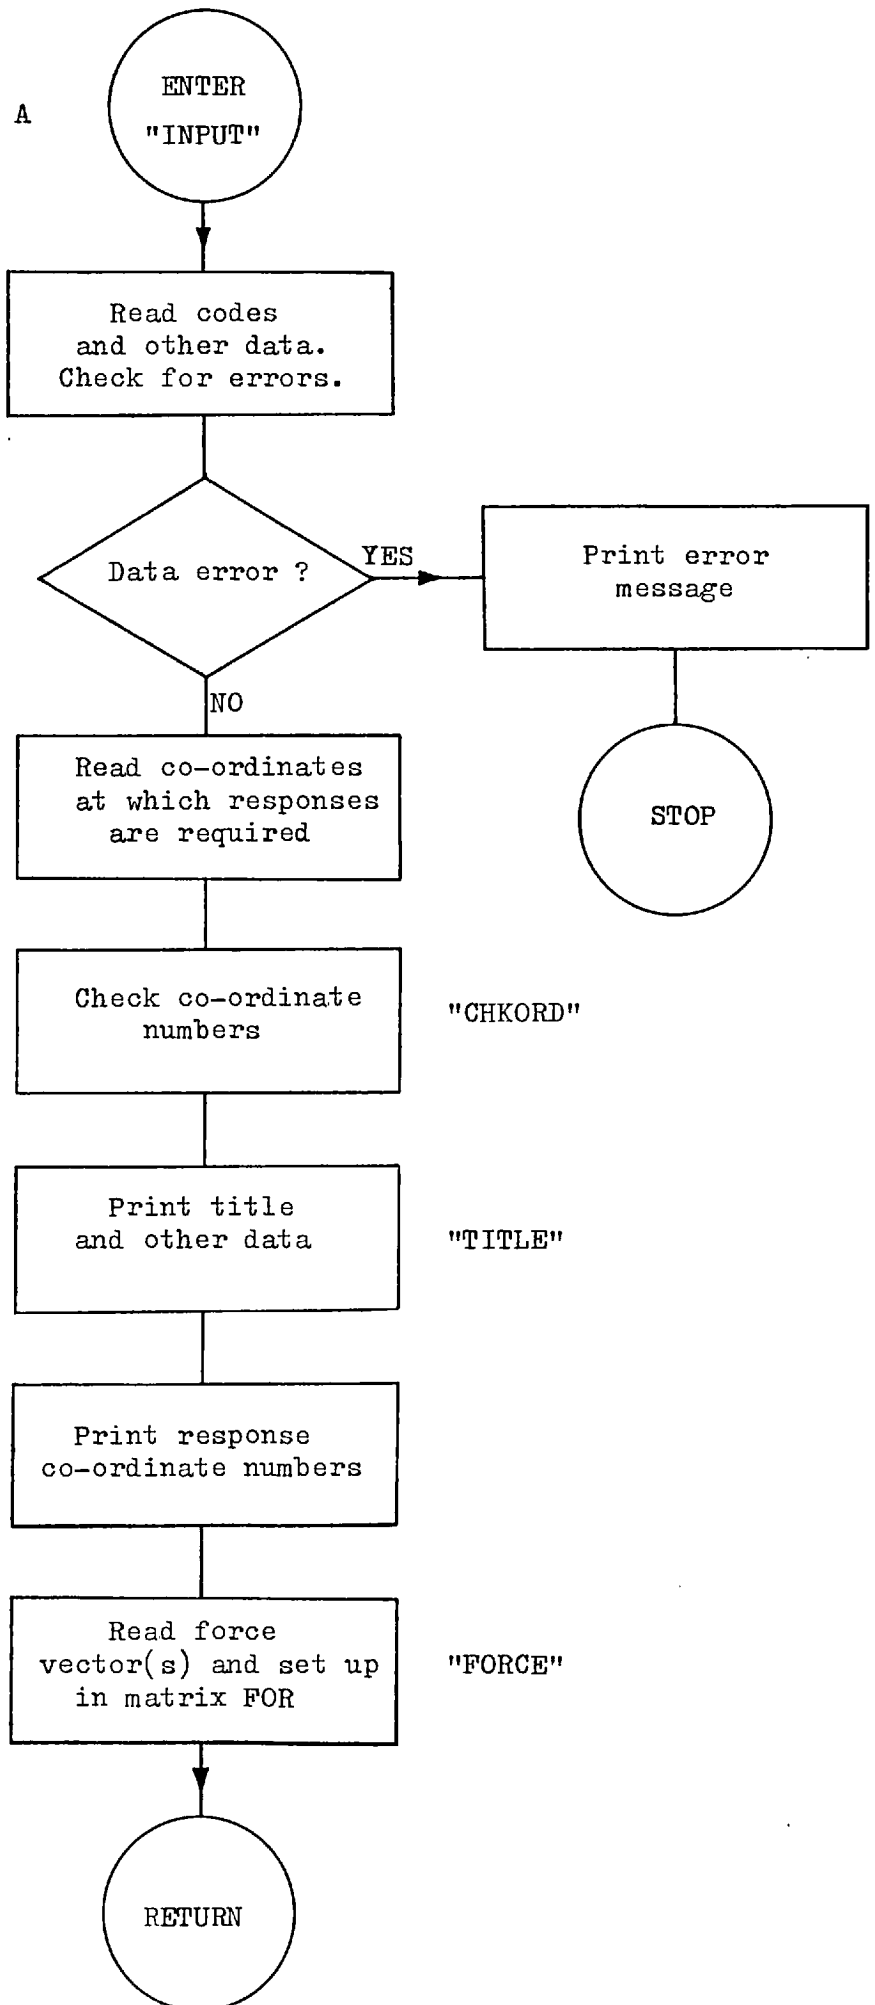 A
ENTER
"INPUT"
Read codes
and other data.
Check for errors.
Data error ?
YES
Print error
message
STOP
NO
Read co-ordinates
at which responses
are required
Check co-ordinate
numbers
"CHKORD"
Print title
and other data
"TITLE"
Print response
co-ordinate numbers
Read force
vector(s) and set up
in matrix FOR
"FORCE"
RETURN